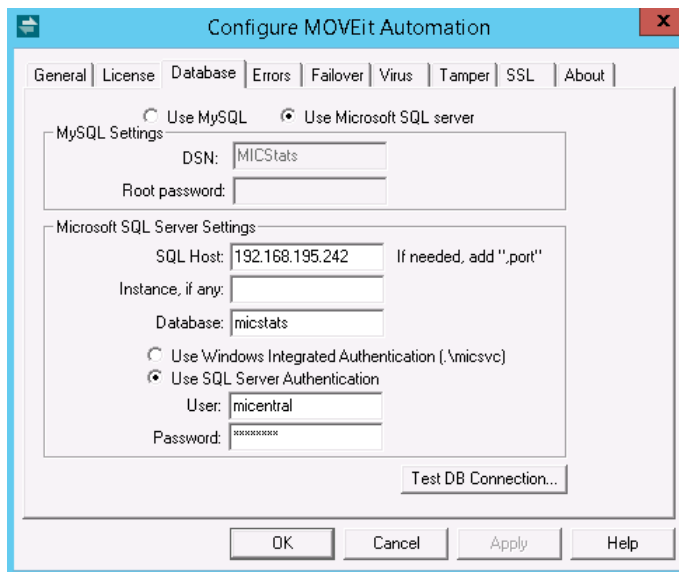 Configure MOVEit Automation
x
General License Database Errors Failover Virus Tamper SSL About
Use MySQL Use Microsoft SQL server
MySQL Settings
DSN: MICStats
Root password:
Microsoft SQL Server Settings
SQL Host: 192.168.195.242 If needed, add ",port"
Instance, if any:
Database: micstats
Use Windows Integrated Authentication (.\micsvc)
Use SQL Server Authentication
User: micentral
Password: ********
Test DB Connection...
OK Cancel Apply Help